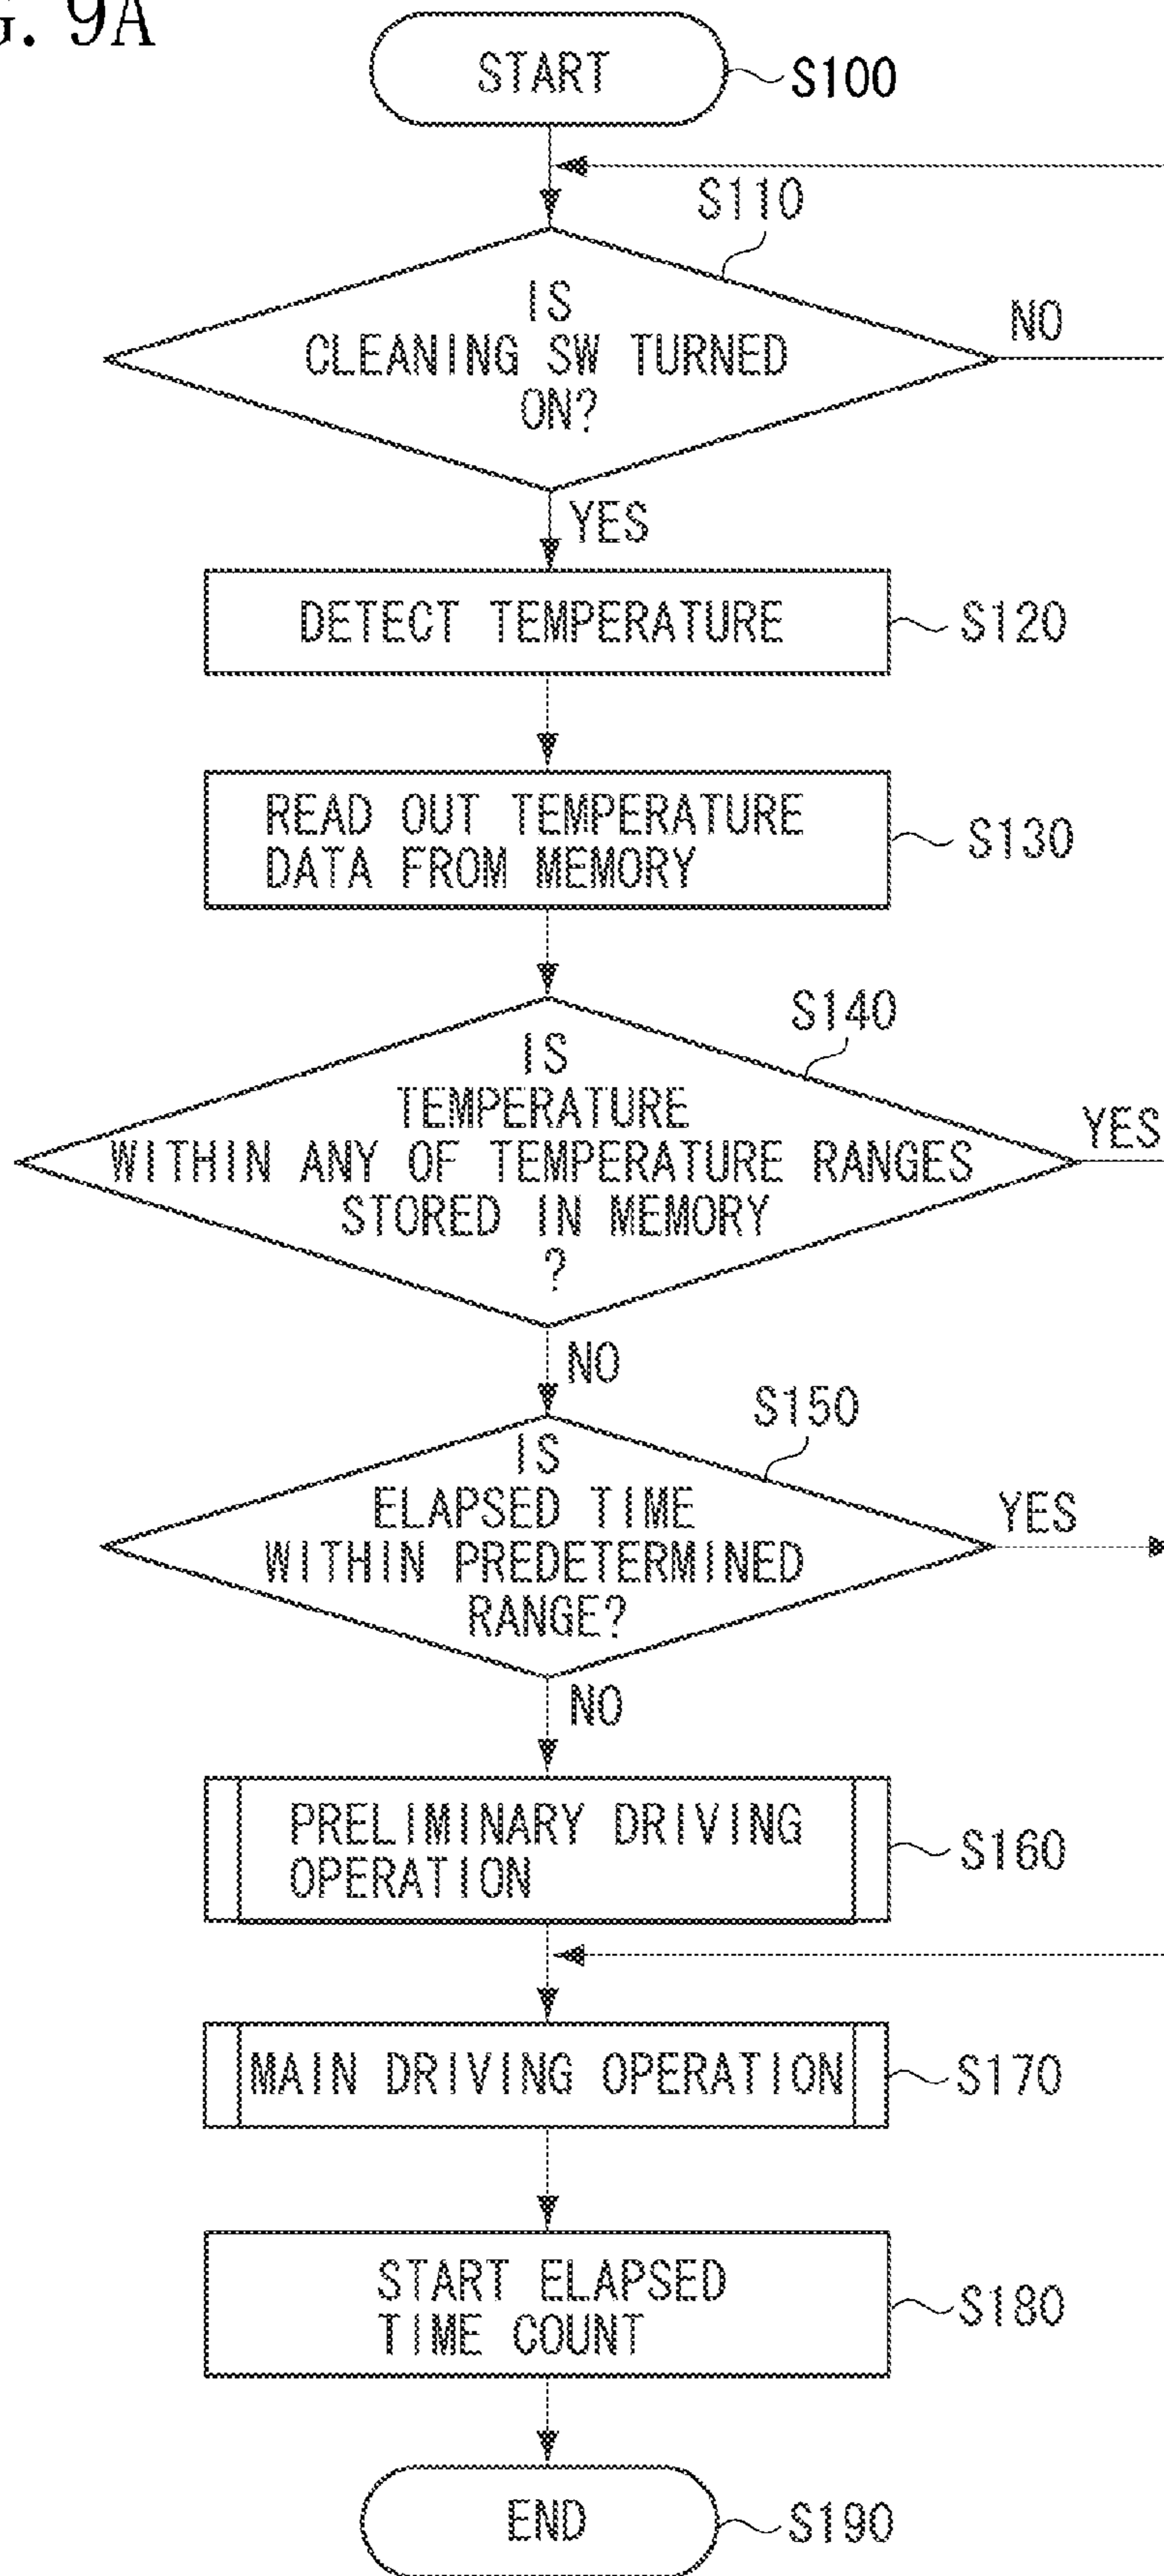 G. 9A
START
S100
S110
IS
CLEANING SW TURNED
ON?
NO
YES
DETECT TEMPERATURE
S120
READ OUT TEMPERATURE
DATA FROM MEMORY
S130
S140
IS
TEMPERATURE
WITHIN ANY OF TEMPERATURE RANGES
STORED IN MEMORY
?
YES
NO
S150
IS
ELAPSED TIME
WITHIN PREDETERMINED
RANGE?
YES
NO
PRELIMINARY DRIVING
OPERATION
S160
MAIN DRIVING OPERATION
S170
START ELAPSED
TIME COUNT
S180
END
S190